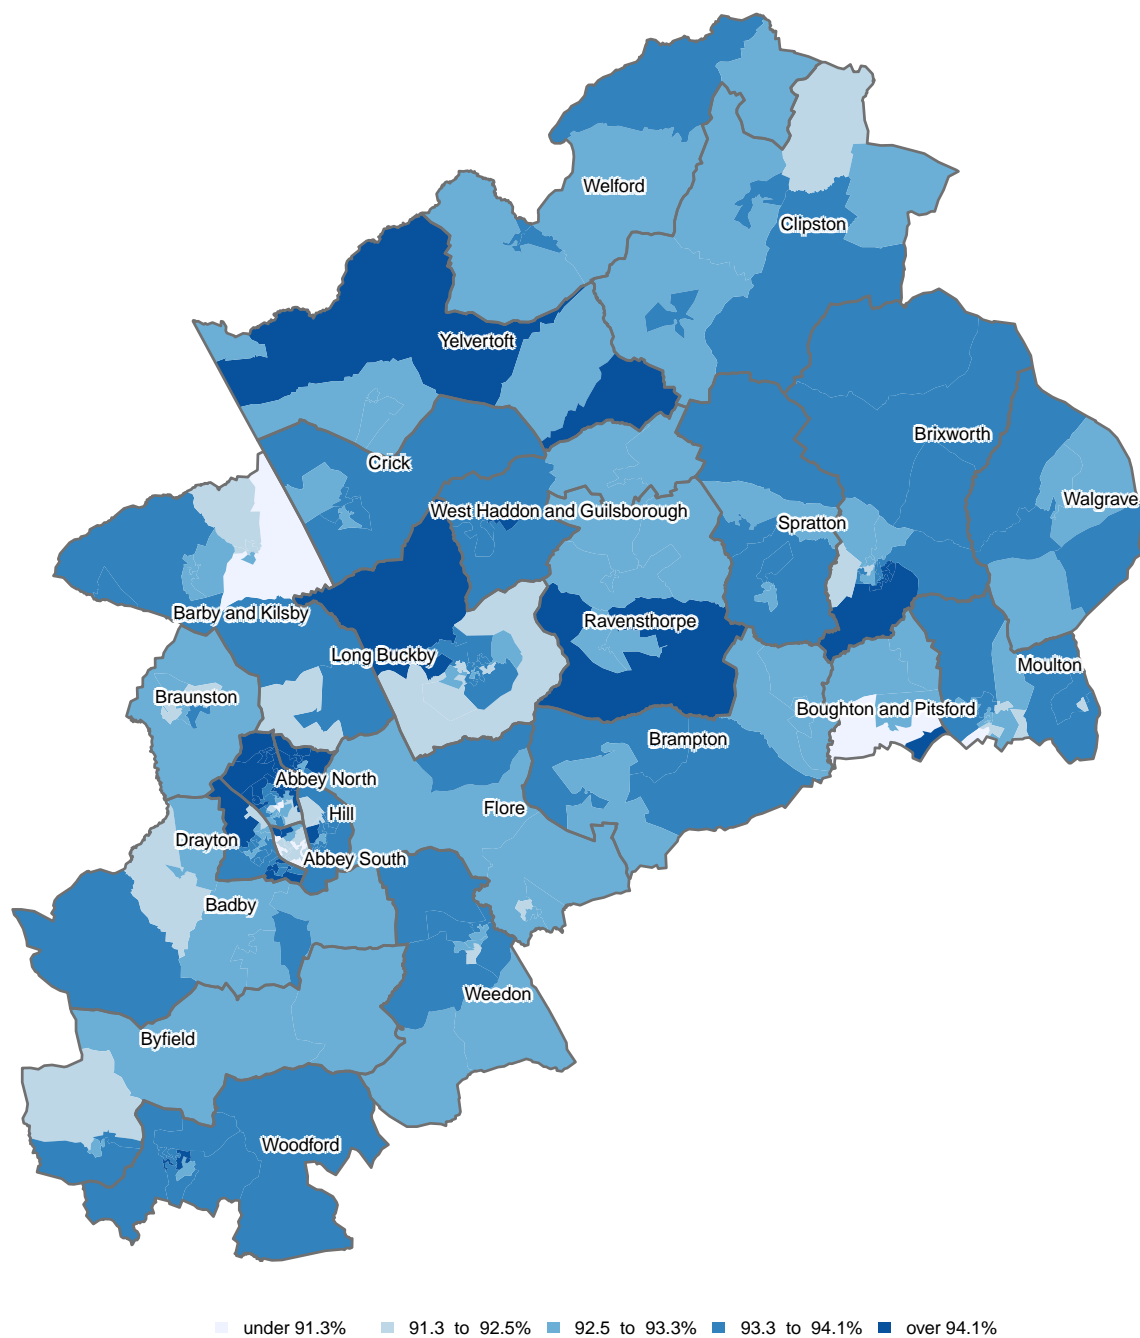 Welford
Clipston
Yelvertoft
Brixworth
Crick
Walgrave
West Haddon and Guilsborough
Spratton
Barby and Kilsby
Ravensthorpe
Long Buckby
Moulton
Braunston
Boughton and Pitsford
Brampton
Abbey North
Flore
Hill
Drayton
Abbey South
Badby
Weedon
Byfield
Woodford
under 91.3% 91.3 to 92.5% 92.5 to 93.3% 93.3 to 94.1% over 94.1%